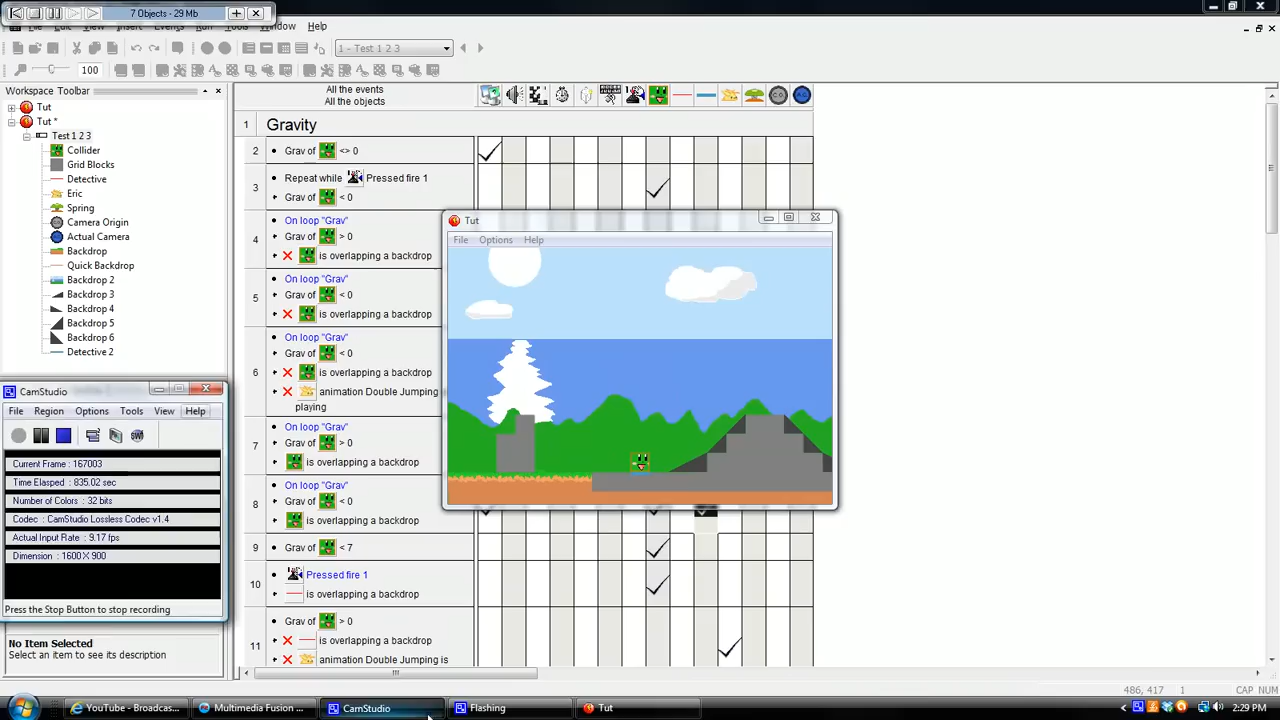 7 Objects - 29 Mb
Window Help
1 - Test 1 2 3
100
Workspace Toolbar
Tut
Tut *
Test 1 2 3
Collider
Grid Blocks
Detective
Eric
Spring
Camera Origin
Actual Camera
Backdrop
Quick Backdrop
Backdrop 2
Backdrop 3
Backdrop 4
Backdrop 5
Backdrop 6
Detective 2
All the events
All the objects
1 Gravity
2 • Grav of <> 0
3 • Repeat while Pressed fire 1
• Grav of < 0
4 • On loop "Grav"
• Grav of > 0
• is overlapping a backdrop
5 • On loop "Grav"
• Grav of < 0
• is overlapping a backdrop
6 • On loop "Grav"
• Grav of < 0
• is overlapping a backdrop
• animation Double Jumping
playing
7 • On loop "Grav"
• Grav of > 0
• is overlapping a backdrop
8 • On loop "Grav"
• Grav of < 0
• is overlapping a backdrop
9 • Grav of < 7
10 • Pressed fire 1
• is overlapping a backdrop
11 • Grav of > 0
• is overlapping a backdrop
• animation Double Jumping is
Tut
File Options Help
CamStudio
File Region Options Tools View Help
Current Frame : 167003
Time Elasped : 835.02 sec
Number of Colors : 32 bits
Codec : CamStudio Lossless Codec v1.4
Actual Input Rate : 9.17 fps
Dimension : 1600 X 900
Press the Stop Button to stop recording
No Item Selected
Select an item to see its description
486, 417 1 CAP NUM
YouTube - Broadcas... Multimedia Fusion ... CamStudio Flashing Tut 2:29 PM